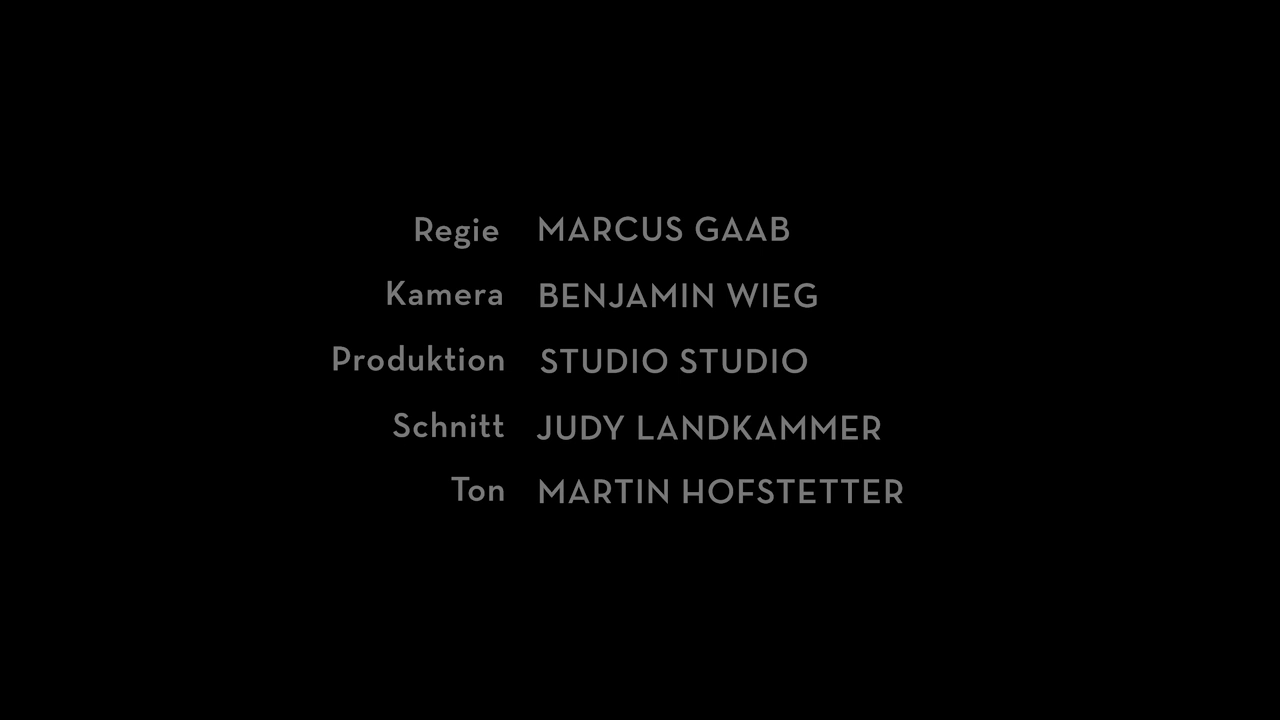 Regie MARCUS GAAB
Kamera BENJAMIN WIEG
Produktion STUDIO STUDIO
Schnitt JUDY LANDKAMMER
Ton MARTIN HOFSTETTER